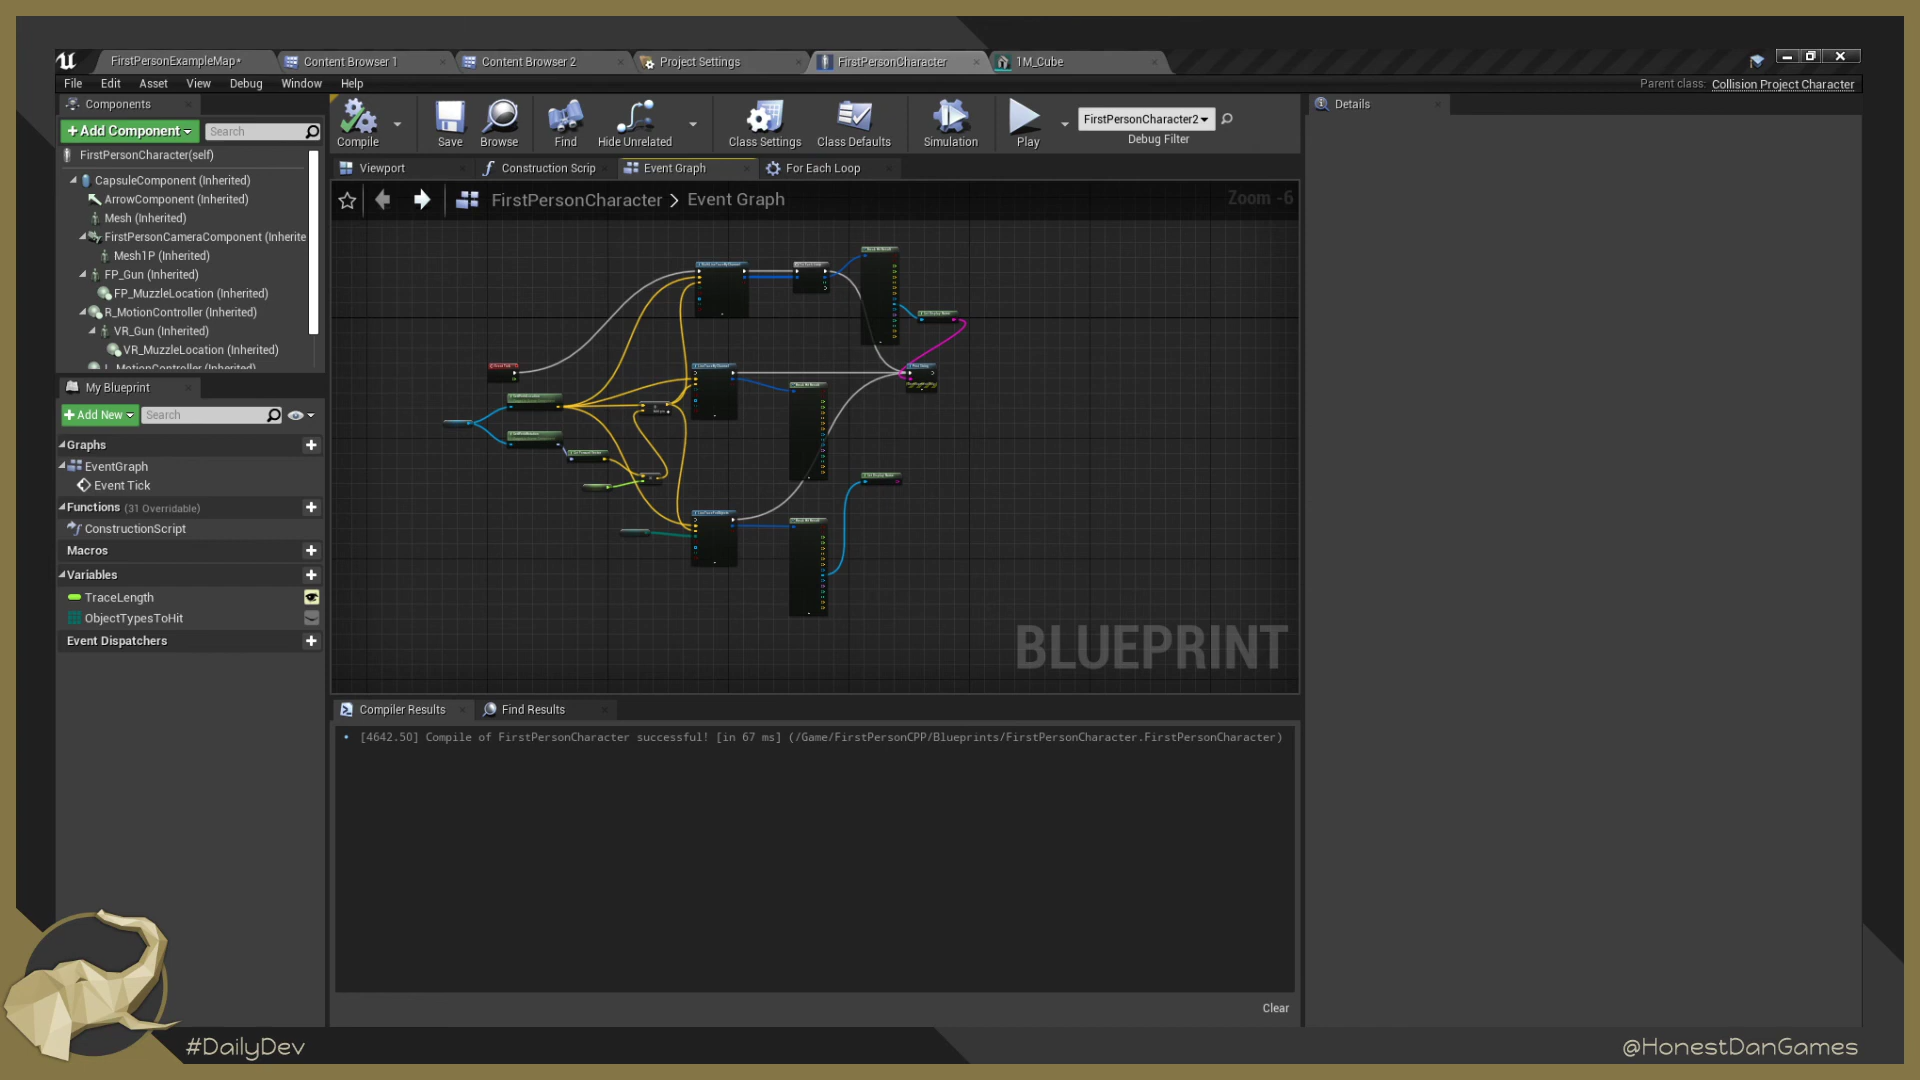 FirstPersonExampleMap*
Content Browser 1
Content Browser 2
Project Settings
FirstPersonCharacter
1M_Cube
File Edit Asset View Debug Window Help
Parent class: Collision Project Character
Components
+ Add Component
Search
FirstPersonCharacter(self)
CapsuleComponent (Inherited)
ArrowComponent (Inherited)
Mesh (Inherited)
FirstPersonCameraComponent (Inherite
Mesh1P (Inherited)
FP_Gun (Inherited)
FP_MuzzleLocation (Inherited)
R_MotionController (Inherited)
VR_Gun (Inherited)
VR_MuzzleLocation (Inherited)
L_MotionController (Inherited)
Compile
Save
Browse
Find
Hide Unrelated
Class Settings
Class Defaults
Simulation
Play
FirstPersonCharacter2
Debug Filter
Details
Viewport
Construction Scrip
Event Graph
For Each Loop
FirstPersonCharacter > Event Graph
Zoom -6
BLUEPRINT
My Blueprint
+ Add New
Search
Graphs
EventGraph
Event Tick
Functions (31 Overridable)
ConstructionScript
Macros
Variables
TraceLength
ObjectTypesToHit
Event Dispatchers
Compiler Results
Find Results
[4642.50] Compile of FirstPersonCharacter successful! [in 67 ms] (/Game/FirstPersonCPP/Blueprints/FirstPersonCharacter.FirstPersonCharacter)
Clear
#DailyDev
@HonestDanGames